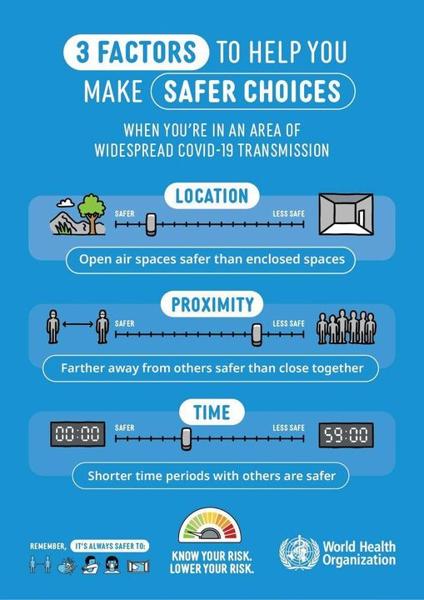 3 FACTORS TO HELP YOU
MAKE SAFER CHOICES
WHEN YOU'RE IN AN AREA OF
WIDESPREAD COVID-19 TRANSMISSION
LOCATION
SAFER LESS SAFE
Open air spaces safer than enclosed spaces
PROXIMITY
SAFER LESS SAFE
Farther away from others safer than close together
TIME
SAFER LESS SAFE
00:00 59:00
Shorter time periods with others are safer
REMEMBER, IT'S ALWAYS SAFER TO:
KNOW YOUR RISK.
LOWER YOUR RISK.
World Health
Organization